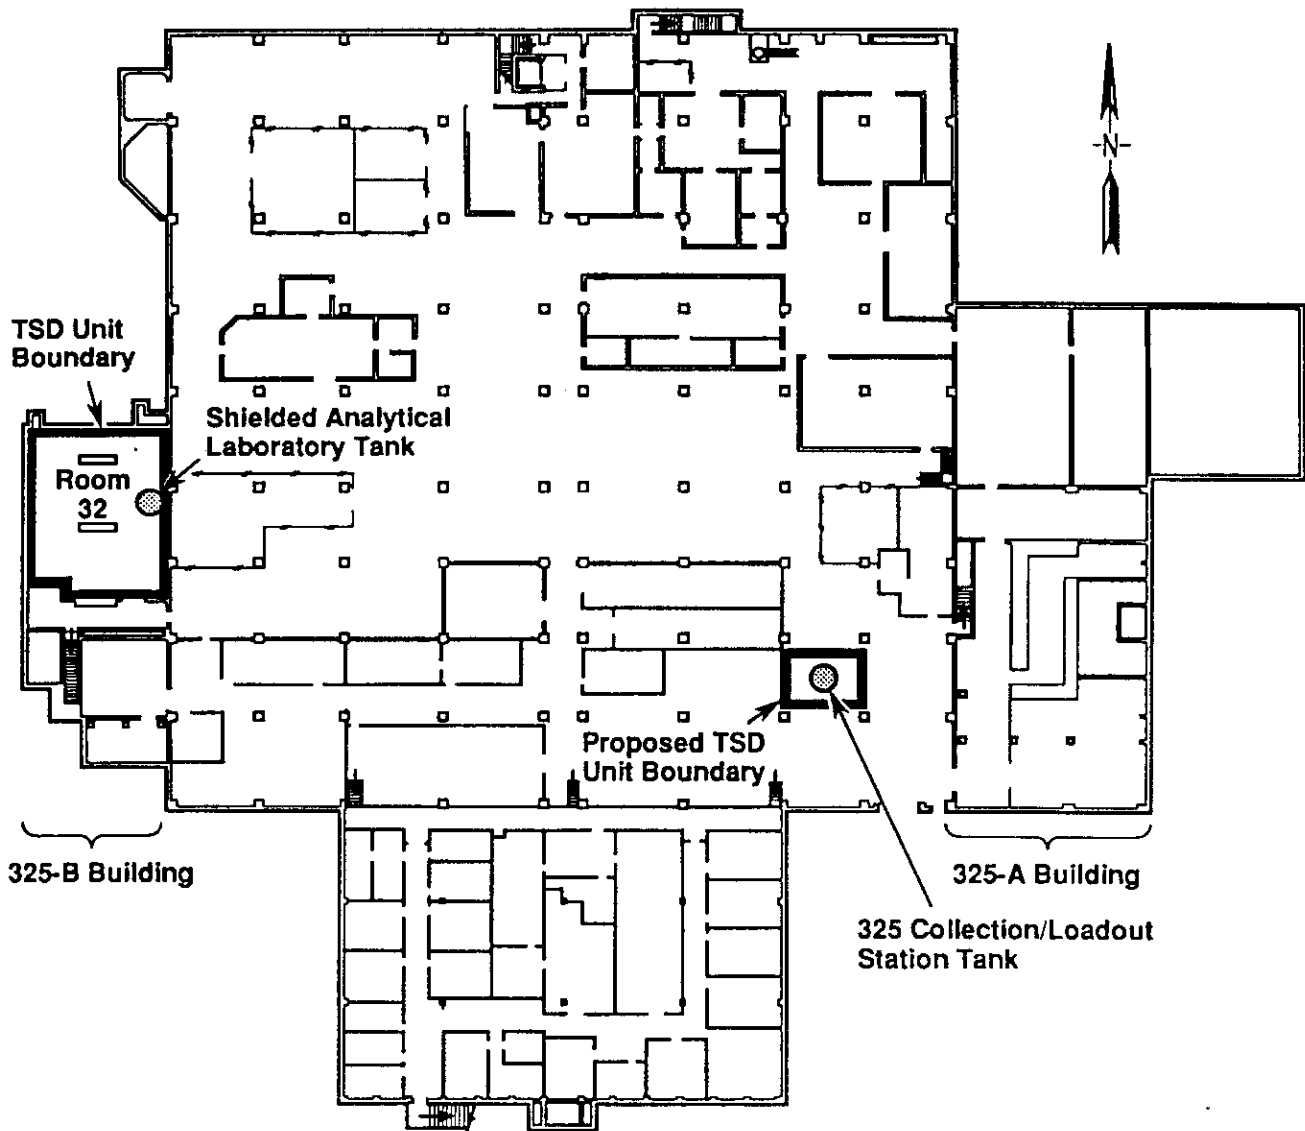 -N-
TSD Unit
Boundary
Shielded Analytical
Laboratory Tank
Room
32
Proposed TSD
Unit Boundary
325-B Building
325-A Building
325 Collection/Loadout
Station Tank